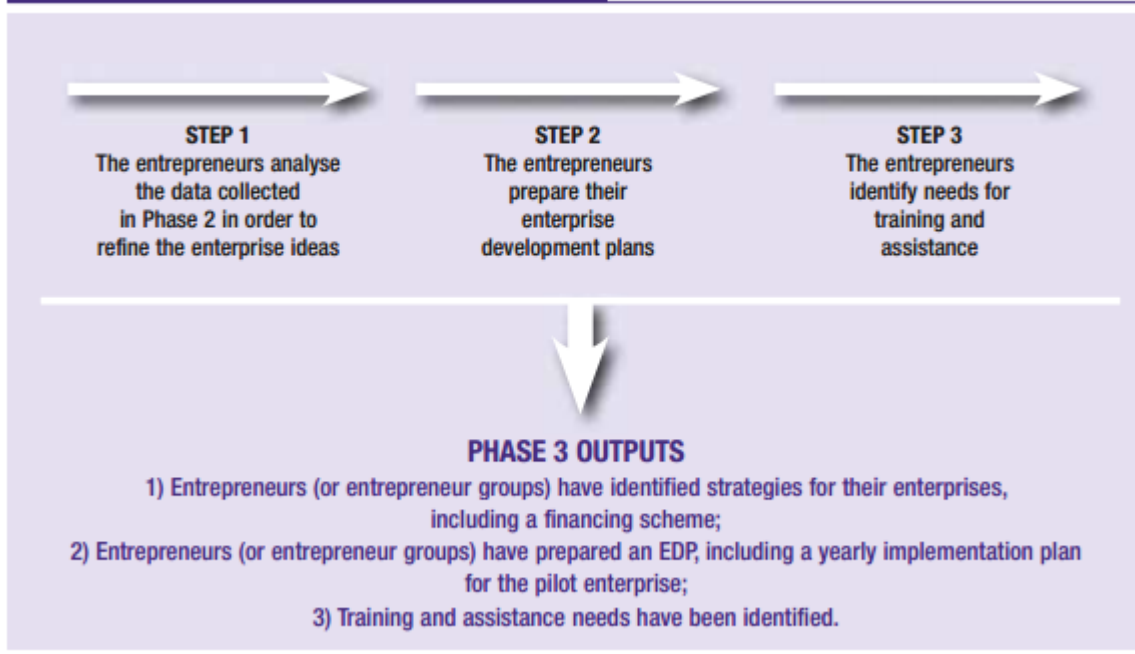 STEP 1
The entrepreneurs analyse
the data collected
in Phase 2 in order to
refine the enterprise ideas
STEP 2
The entrepreneurs
prepare their
enterprise
development plans
STEP 3
The entrepreneurs
identify needs for
training and
assistance
PHASE 3 OUTPUTS
1) Entrepreneurs (or entrepreneur groups) have identified strategies for their enterprises,
including a financing scheme;
2) Entrepreneurs (or entrepreneur groups) have prepared an EDP, including a yearly implementation plan
for the pilot enterprise;
3) Training and assistance needs have been identified.